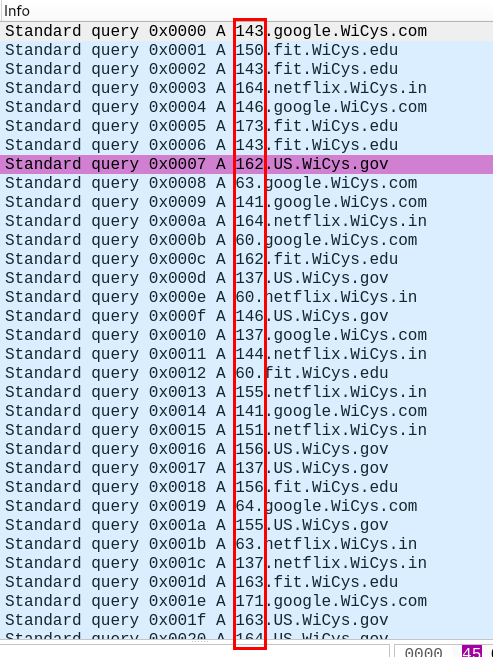 Info
Standard query 0x0000 A 143.google.WiCys.com
Standard query 0x0001 A 150.fit.WiCys.edu
Standard query 0x0002 A 143.fit.WiCys.edu
Standard query 0x0003 A 164.netflix.WiCys.in
Standard query 0x0004 A 146.google.WiCys.com
Standard query 0x0005 A 173.fit.WiCys.edu
Standard query 0x0006 A 143.fit.WiCys.edu
Standard query 0x0007 A 162.US.WiCys.gov
Standard query 0x0008 A 63.google.WiCys.com
Standard query 0x0009 A 141.google.WiCys.com
Standard query 0x000a A 164.netflix.WiCys.in
Standard query 0x000b A 60.google.WiCys.com
Standard query 0x000c A 162.fit.WiCys.edu
Standard query 0x000d A 137.US.WiCys.gov
Standard query 0x000e A 60.netflix.WiCys.in
Standard query 0x000f A 146.US.WiCys.gov
Standard query 0x0010 A 137.google.WiCys.com
Standard query 0x0011 A 144.netflix.WiCys.in
Standard query 0x0012 A 60.fit.WiCys.edu
Standard query 0x0013 A 155.netflix.WiCys.in
Standard query 0x0014 A 141.google.WiCys.com
Standard query 0x0015 A 151.netflix.WiCys.in
Standard query 0x0016 A 156.US.WiCys.gov
Standard query 0x0017 A 137.US.WiCys.gov
Standard query 0x0018 A 156.fit.WiCys.edu
Standard query 0x0019 A 64.google.WiCys.com
Standard query 0x001a A 155.US.WiCys.gov
Standard query 0x001b A 63.netflix.WiCys.in
Standard query 0x001c A 137.netflix.WiCys.in
Standard query 0x001d A 163.fit.WiCys.edu
Standard query 0x001e A 171.google.WiCys.com
Standard query 0x001f A 163.US.WiCys.gov
Standard query 0x0020 A 164.US.WiCys.gov
0000 45